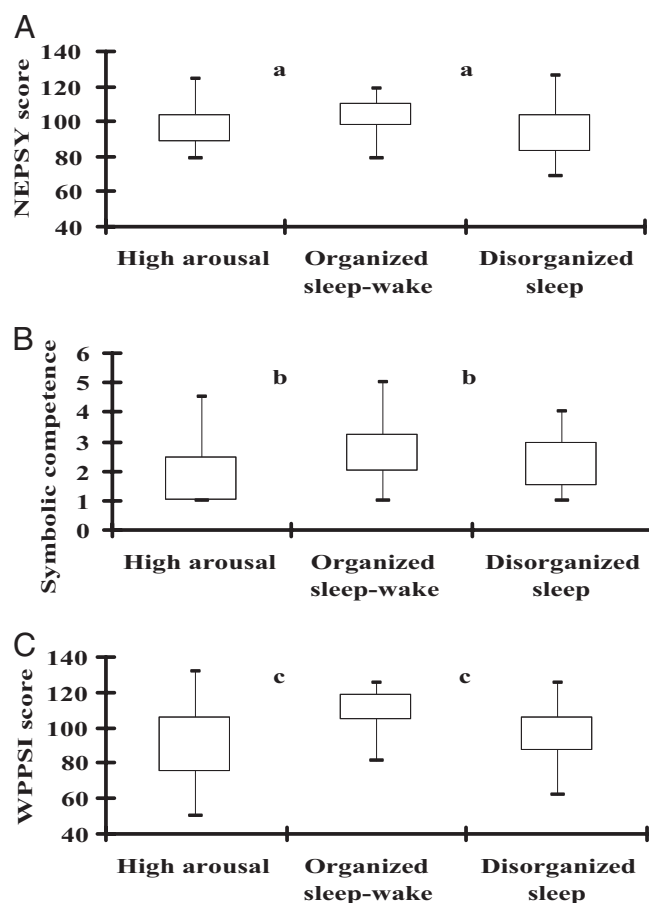 A
NEPSY score
140
120
100
80
60
40
a
a
High arousal
Organized
sleep-wake
Disorganized
sleep
B
Symbolic competence
6
5
4
3
2
1
0
b
b
High arousal
Organized
sleep-wake
Disorganized
sleep
C
WPPSI score
140
120
100
80
60
40
c
c
High arousal
Organized
sleep-wake
Disorganized
sleep